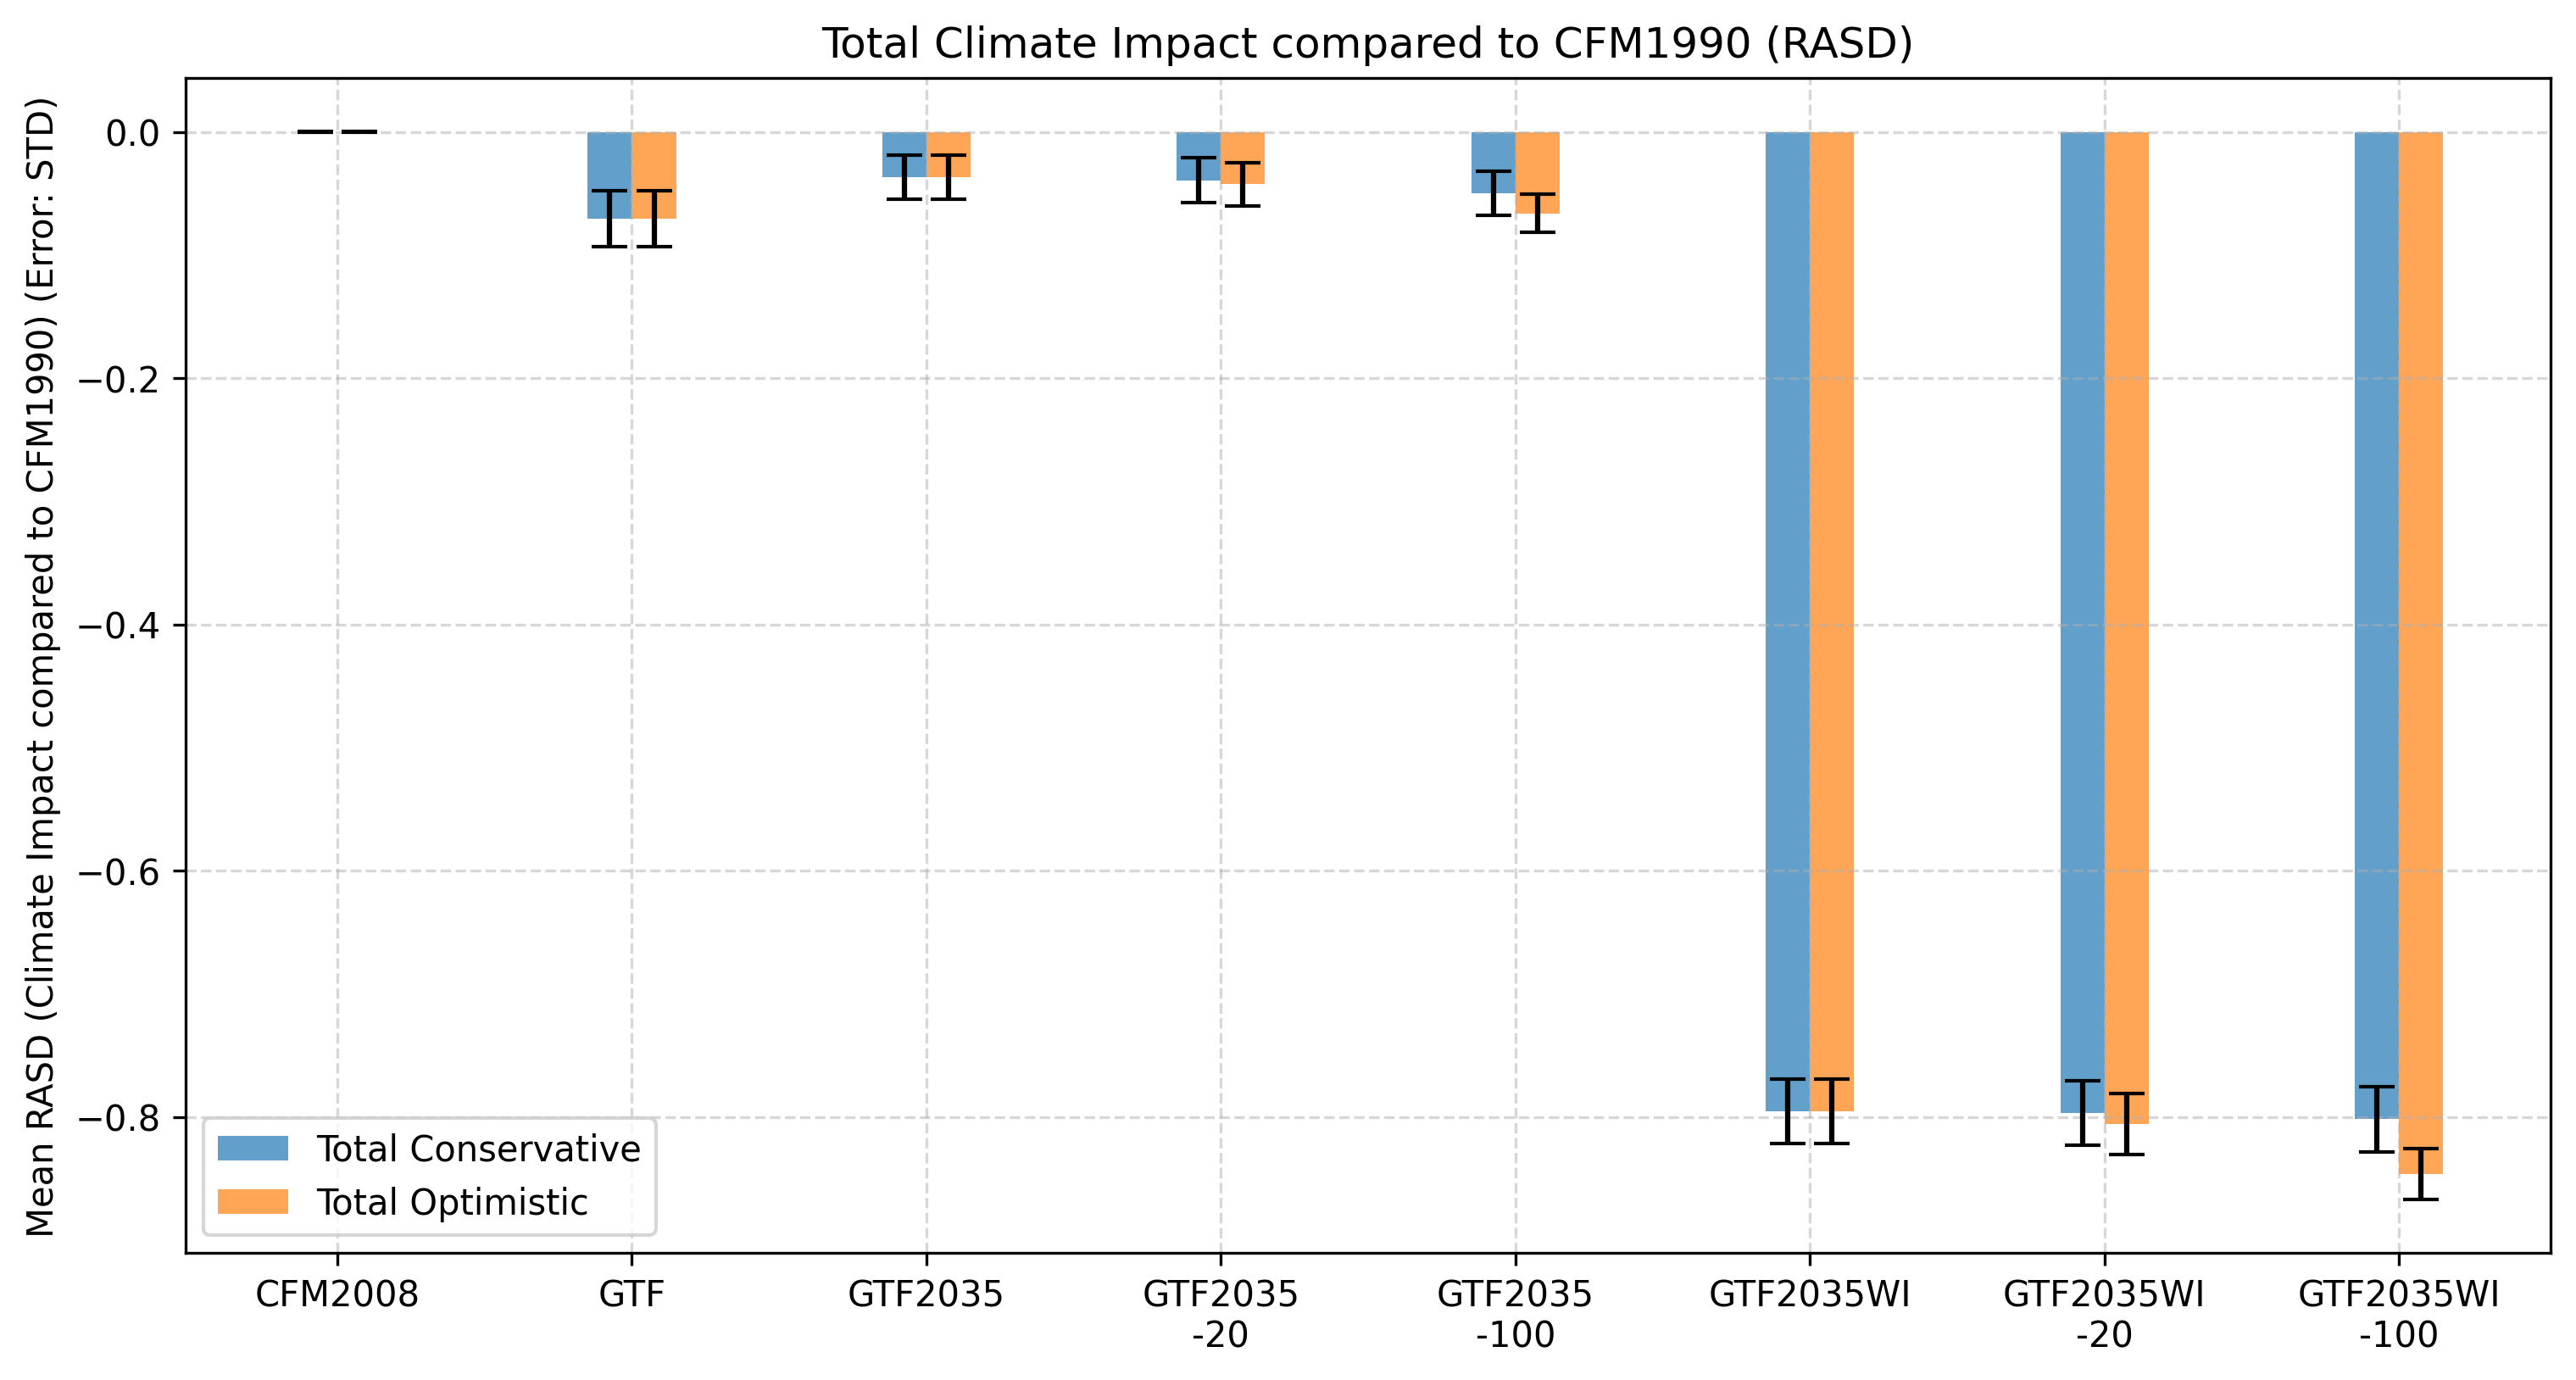 Total Climate Impact compared to CFM1990 (RASD)
Mean RASD (Climate Impact compared to CFM1990) (Error: STD)
0.0
−0.2
−0.4
−0.6
−0.8
Total Conservative
Total Optimistic
CFM2008
GTF
GTF2035
GTF2035
-20
GTF2035
-100
GTF2035WI
GTF2035WI
-20
GTF2035WI
-100